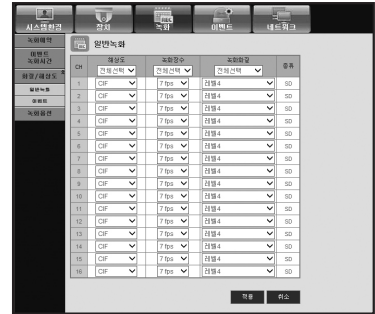 시스템환경 장치 녹화 이벤트 네트워크
녹화예약
이벤트
녹화시간
화질/해상도
일반녹화
이벤트
녹화옵션
일반녹화
CH 해상도 녹화장수 녹화화질 종류
전체선택 전체선택 전체선택
1 CIF 7 fps 레벨4 SD
2 CIF 7 fps 레벨4 SD
3 CIF 7 fps 레벨4 SD
4 CIF 7 fps 레벨4 SD
5 CIF 7 fps 레벨4 SD
6 CIF 7 fps 레벨4 SD
7 CIF 7 fps 레벨4 SD
8 CIF 7 fps 레벨4 SD
9 CIF 7 fps 레벨4 SD
10 CIF 7 fps 레벨4 SD
11 CIF 7 fps 레벨4 SD
12 CIF 7 fps 레벨4 SD
13 CIF 7 fps 레벨4 SD
14 CIF 7 fps 레벨4 SD
15 CIF 7 fps 레벨4 SD
16 CIF 7 fps 레벨4 SD
적용 취소